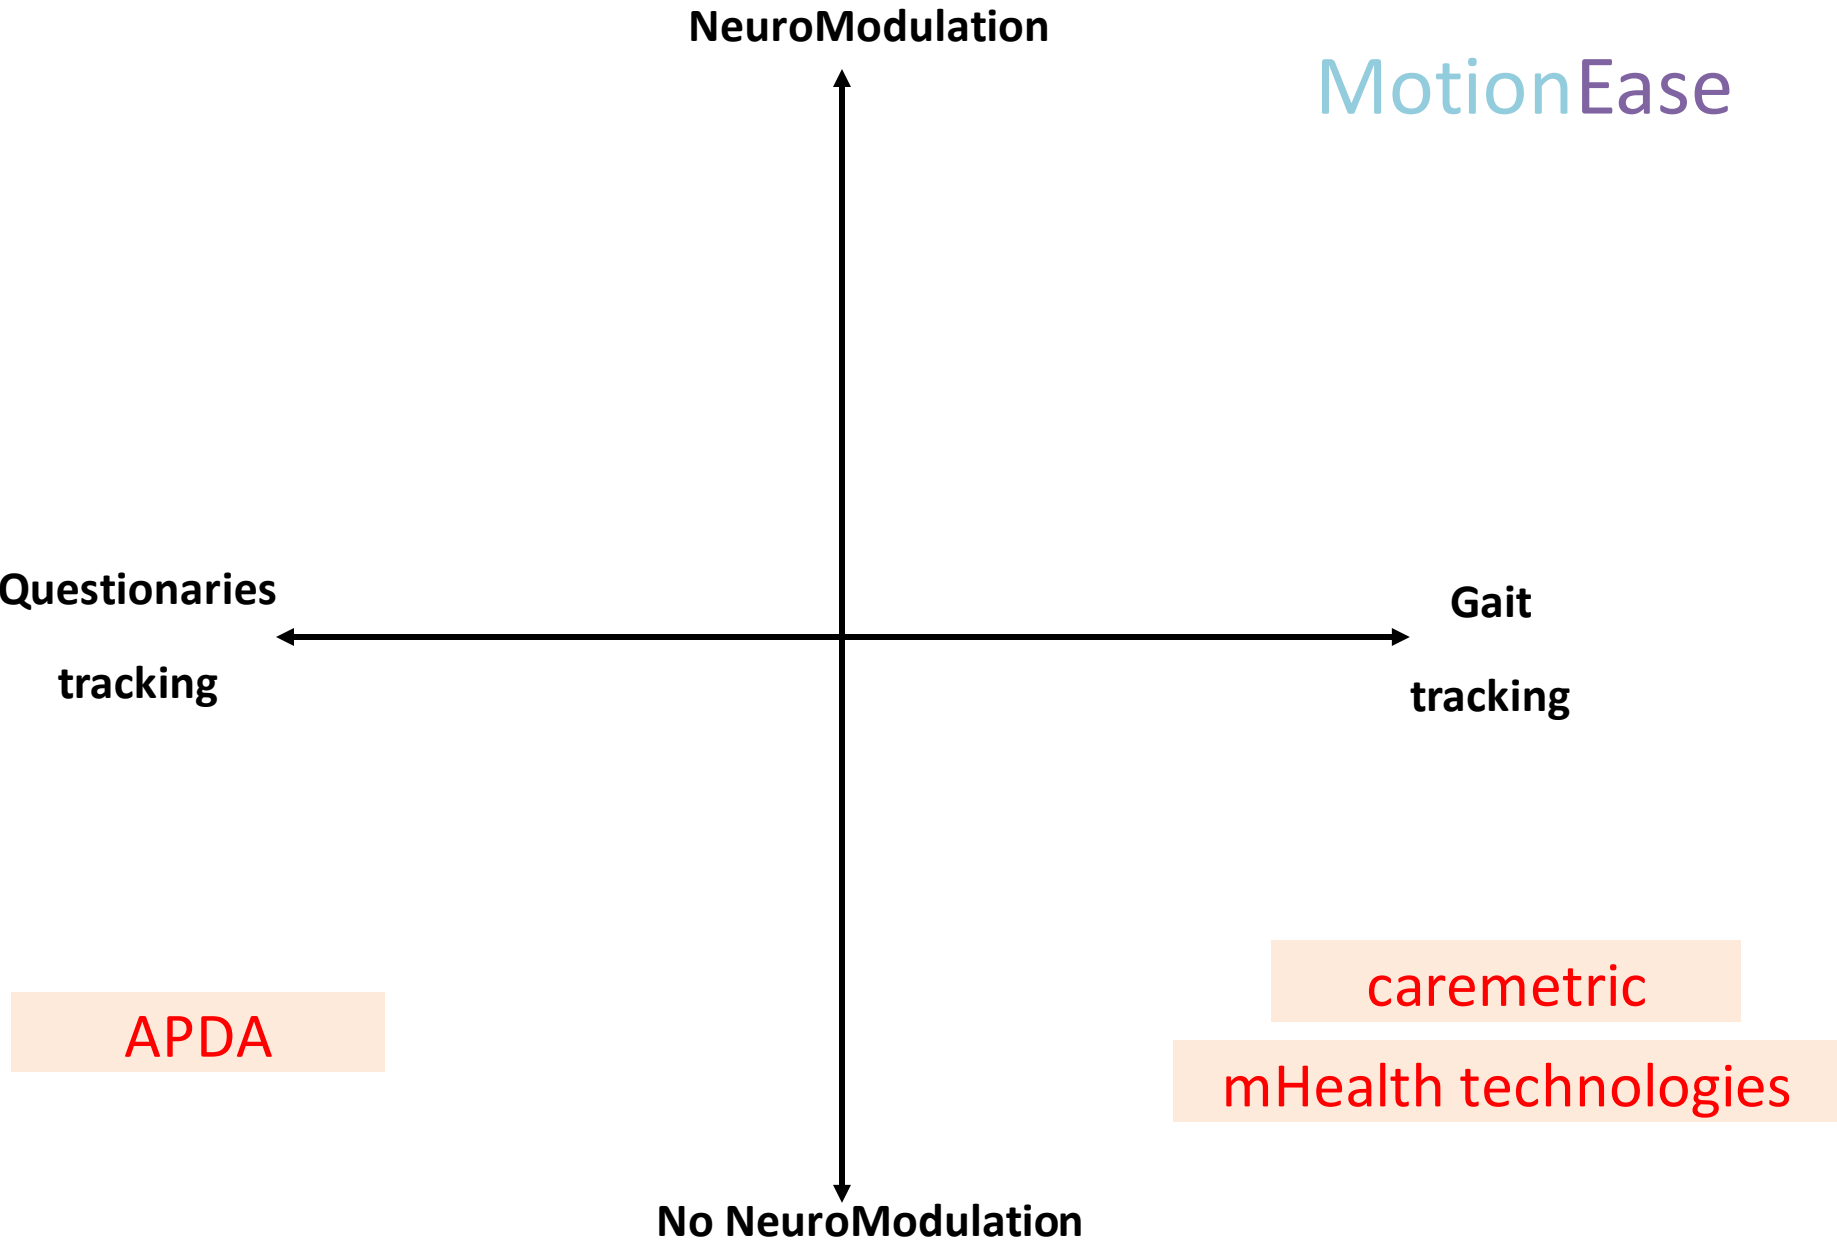 NeuroModulation
MotionEase
Questionaries
tracking
Gait
tracking
caremetric
APDA
mHealth technologies
No NeuroModulation